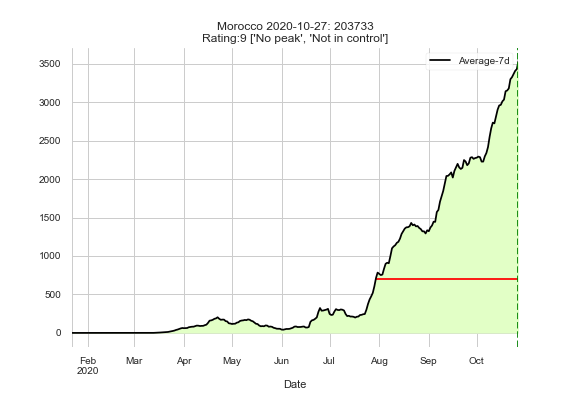 Morocco 2020-10-27: 203733
Rating:9 ['No peak', 'Not in control']
Average-7d
3500
3000
2500
2000
1500
1000
500
0
Feb Mar Apr May Jun Jul Aug Sep Oct
2020
Date